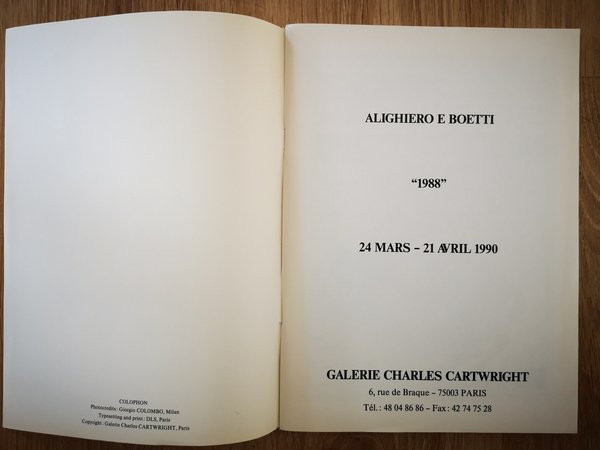 COLOPHON
Photocredits: Giorgio COLOMBO, Milan
Typesetting and print: DLS, Paris
Copyright: Galerie Charles CARTWRIGHT, Paris
ALIGHIERO E BOETTI
“1988”
24 MARS – 21 AVRIL 1990
GALERIE CHARLES CARTWRIGHT
6, rue de Braque – 75003 PARIS
Tél.: 48 04 86 86 – Fax: 42 74 75 28